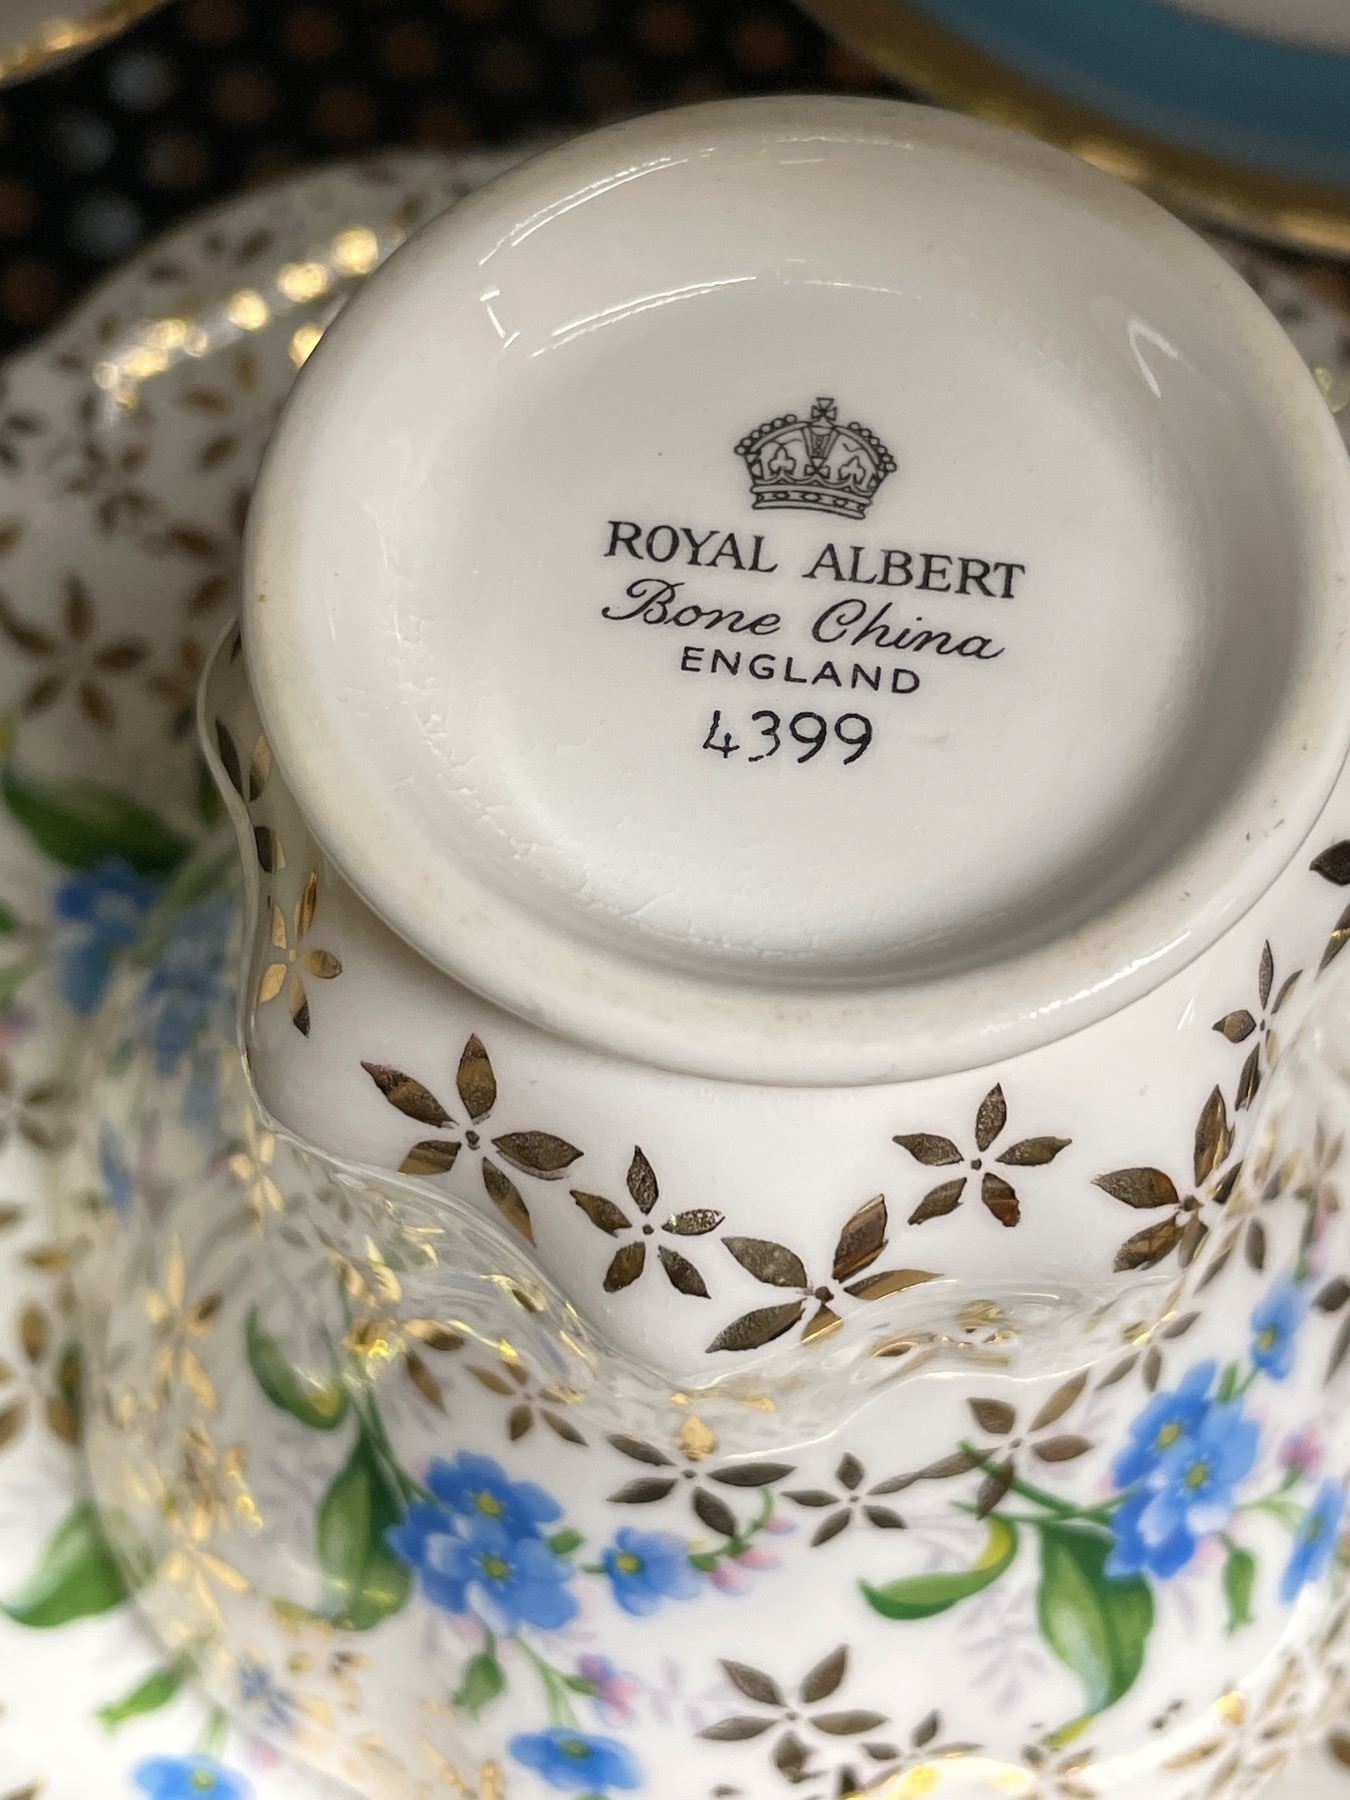 ROYAL ALBERT
Bone China
ENGLAND
4399